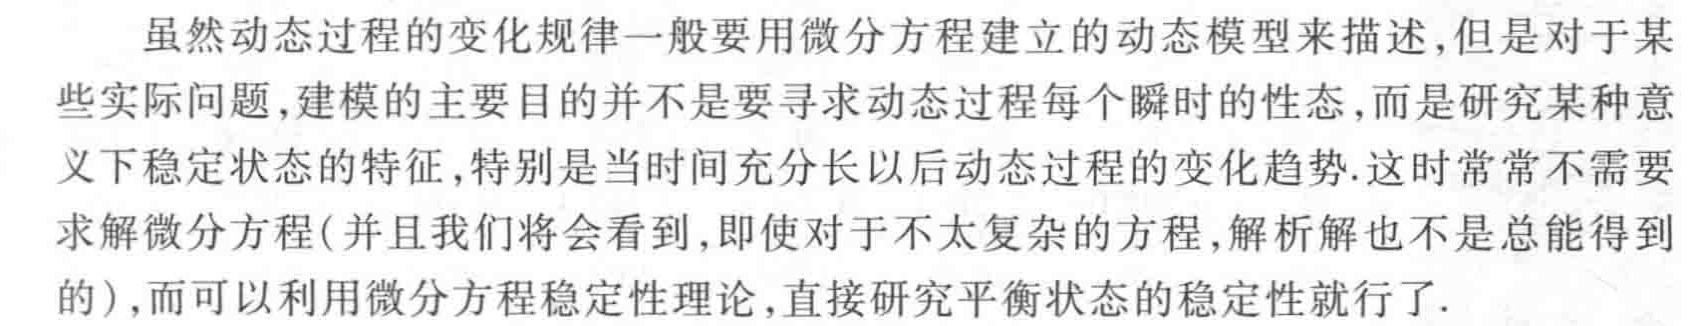 虽然动态过程的变化规律一般要用微分方程建立的动态模型来描述,但是对于某
些实际问题,建模的主要目的并不是要寻求动态过程每个瞬时的性态,而是研究某种意
义下稳定状态的特征,特别是当时间充分长以后动态过程的变化趋势.这时常常不需要
求解微分方程(并且我们将会看到,即使对于不太复杂的方程,解析解也不是总能得到
的),而可以利用微分方程稳定性理论,直接研究平衡状态的稳定性就行了.